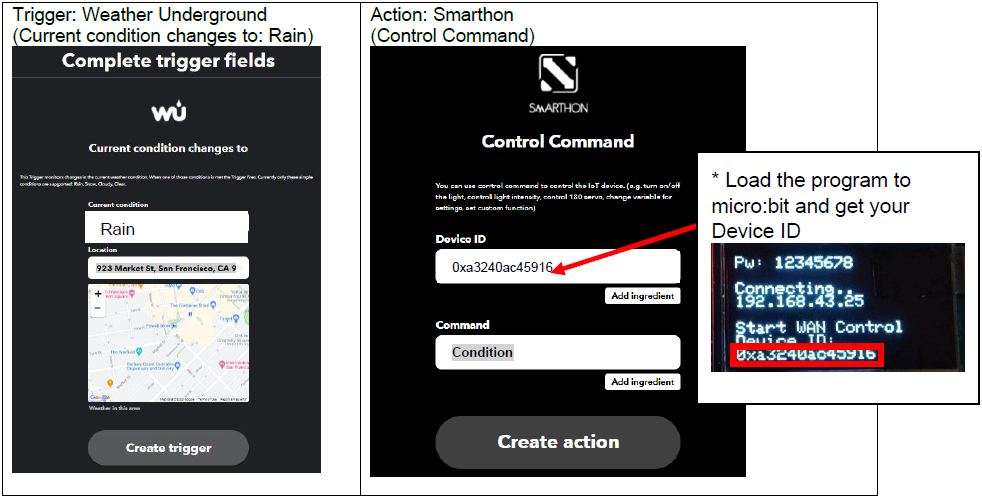 Trigger: Weather Underground
(Current condition changes to: Rain)
Complete trigger fields
wu
Current condition changes to
This Trigger monitors changes in the current weather condition. When one of those conditions is met the Trigger fires. Currently only these simple
conditions are supported: Rain, Snow, Cloudy, Clear.
Current condition
Rain
Location
923 Market St, San Francisco, CA 9
+
−
Google
Weather in this area
Create trigger
Action: Smarthon
(Control Command)
SMARTHON
Control Command
You can use control command to control the IoT device. (e.g. turn on/off
the light, control light intensity, control 180 servo, change variable for
settings, set custom function)
Device ID
0xa3240ac45916
Add ingredient
Command
Condition
Add ingredient
Create action
* Load the program to
micro:bit and get your
Device ID
Pw: 12345678
Connecting..
192.168.43.25
Start WAN Control
Device ID:
0xa3240ac45916